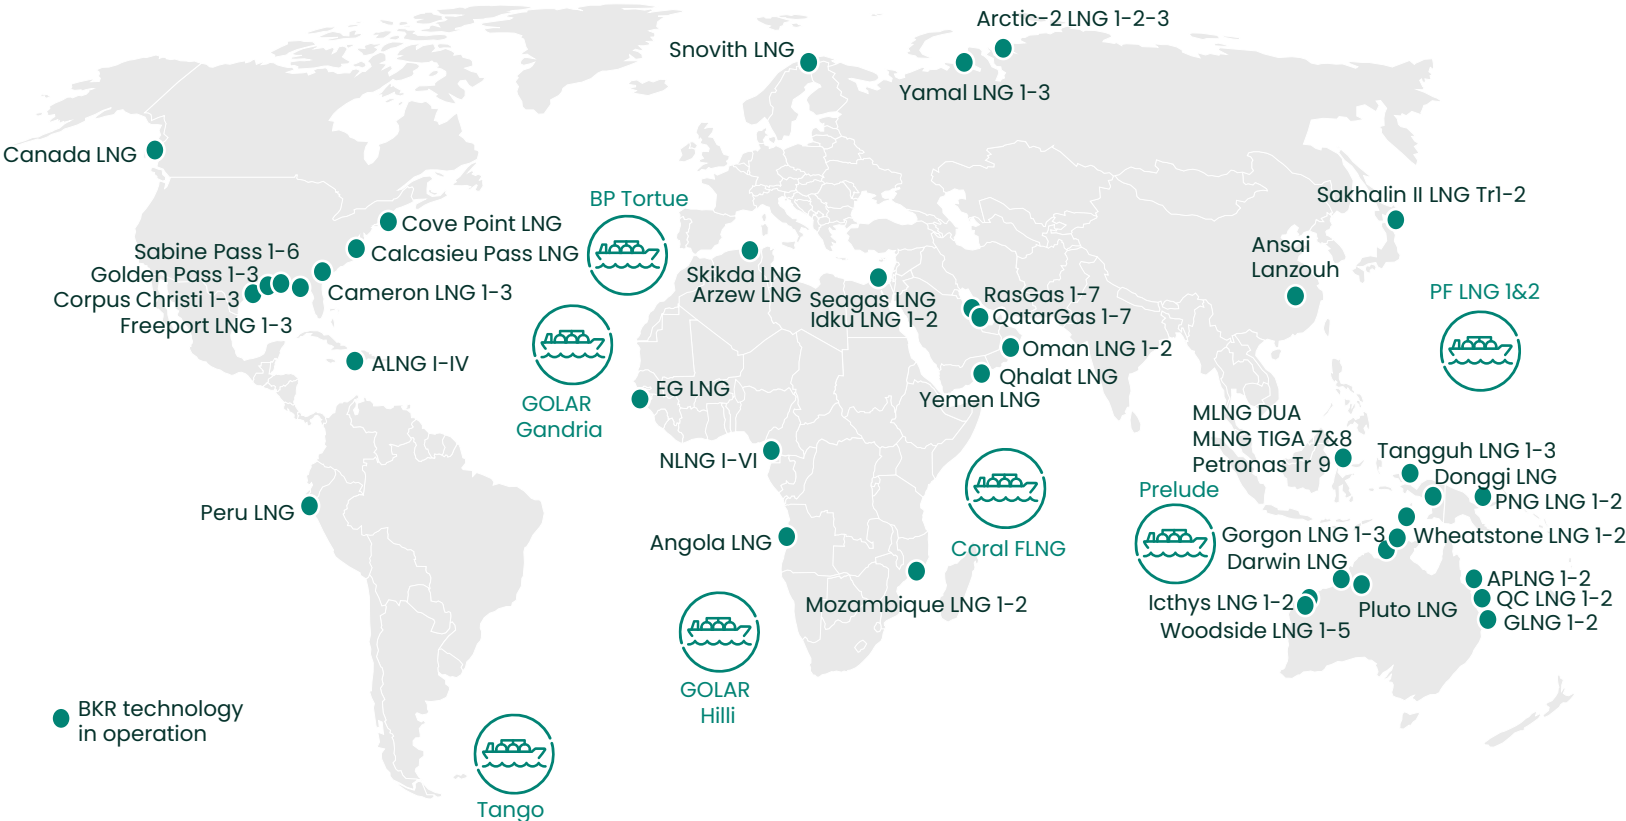 Arctic-2 LNG 1-2-3
Snovith LNG
Yamal LNG 1-3
Canada LNG
BP Tortue
Sakhalin II LNG Tr1-2
Cove Point LNG
Calcasieu Pass LNG
Sabine Pass 1-6
Golden Pass 1-3
Corpus Christi 1-3
Freeport LNG 1-3
Cameron LNG 1-3
ALNG I-IV
Skikda LNG
Arzew LNG
Seagas LNG
Idku LNG 1-2
RasGas 1-7
QatarGas 1-7
Oman LNG 1-2
Qhalat LNG
Yemen LNG
Ansai
Lanzouh
PF LNG 1&2
GOLAR
Gandria
EG LNG
NLNG I-VI
MLNG DUA
MLNG TIGA 7&8
Petronas Tr 9
Tangguh LNG 1-3
Donggi LNG
PNG LNG 1-2
Prelude
Peru LNG
Angola LNG
Coral FLNG
Gorgon LNG 1-3
Wheatstone LNG 1-2
Darwin LNG
Mozambique LNG 1-2
Icthys LNG 1-2
Woodside LNG 1-5
Pluto LNG
APLNG 1-2
QC LNG 1-2
GLNG 1-2
GOLAR
Hilli
BKR technology
in operation
Tango